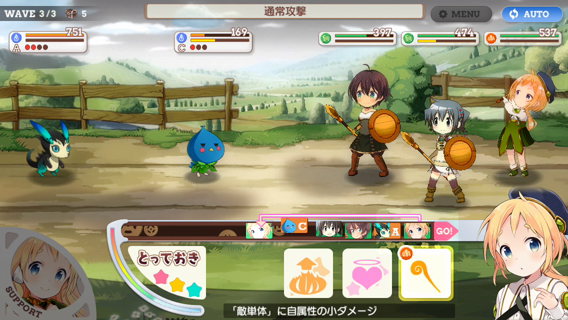 WAVE 3/3 5
通常攻撃
MENU
AUTO
751
A
169
C
397
474
537
C
A
GO!
とっておき
SUPPORT
「敵単体」に自属性の小ダメージ